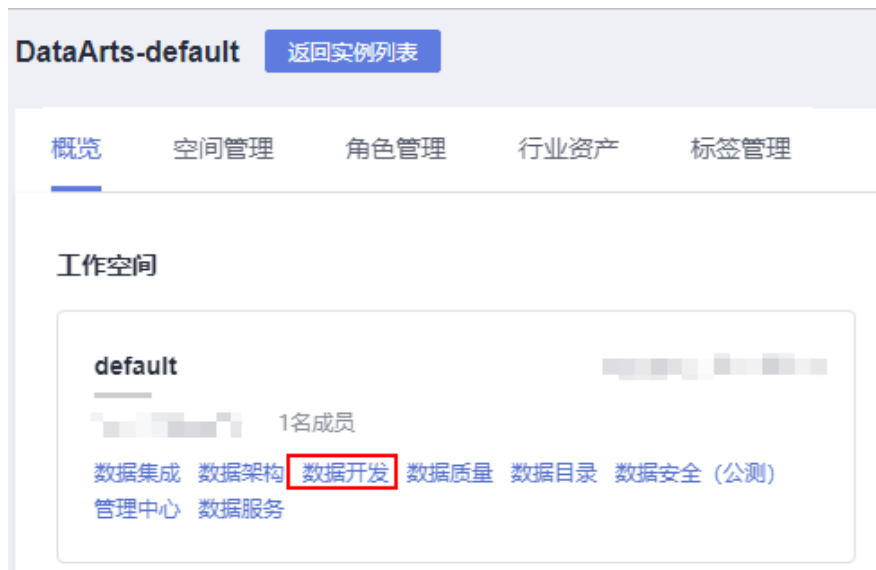 DataArts-default 返回实例列表
概览 空间管理 角色管理 行业资产 标签管理
工作空间
default
1名成员
数据集成 数据架构 数据开发 数据质量 数据目录 数据安全 (公测)
管理中心 数据服务